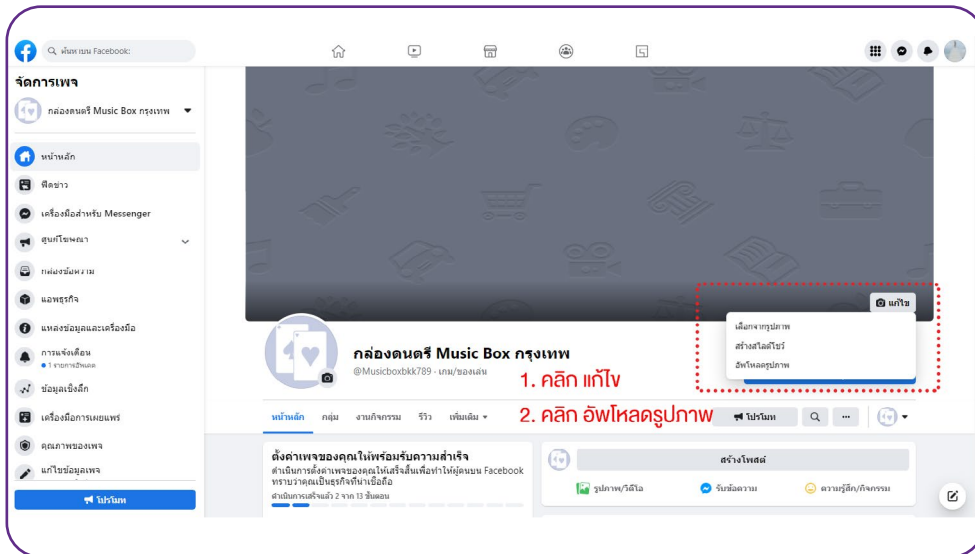 ค้นหาบน Facebook:
จัดการเพจ
กล่องดนตรี Music Box กรุงเทพ
หน้าหลัก
ฟีดข่าว
เครื่องมือสำหรับ Messenger
ศูนย์โฆษณา
กล่องข้อความ
แอพธุรกิจ
แหล่งข้อมูลและเครื่องมือ
การแจ้งเตือน
1 รายการอัพเดต
ข้อมูลเชิงลึก
เครื่องมือการเผยแพร่
คุณภาพของเพจ
แก้ไขข้อมูลเพจ
โปรโมท
แก้ไข
เลือกจากรูปภาพ
สร้างสไลด์โชว์
อัพโหลดรูปภาพ
กล่องดนตรี Music Box กรุงเทพ
@Musicboxbkk789 · เกม/ของเล่น
1. คลิก แก้ไข
2. คลิก อัพโหลดรูปภาพ
หน้าหลัก กลุ่ม งานกิจกรรม รีวิว เพิ่มเติม
โปรโมท
ตั้งค่าเพจของคุณให้พร้อมรับความสำเร็จ
ดำเนินการตั้งค่าเพจของคุณให้เสร็จสิ้นเพื่อทำให้ผู้คนบน Facebook
ทราบว่าคุณเป็นธุรกิจที่น่าเชื่อถือ
ดำเนินการเสร็จแล้ว 2 จาก 13 ขั้นตอน
สร้างโพสต์
รูปภาพ/วิดีโอ
รับข้อความ
ความรู้สึก/กิจกรรม